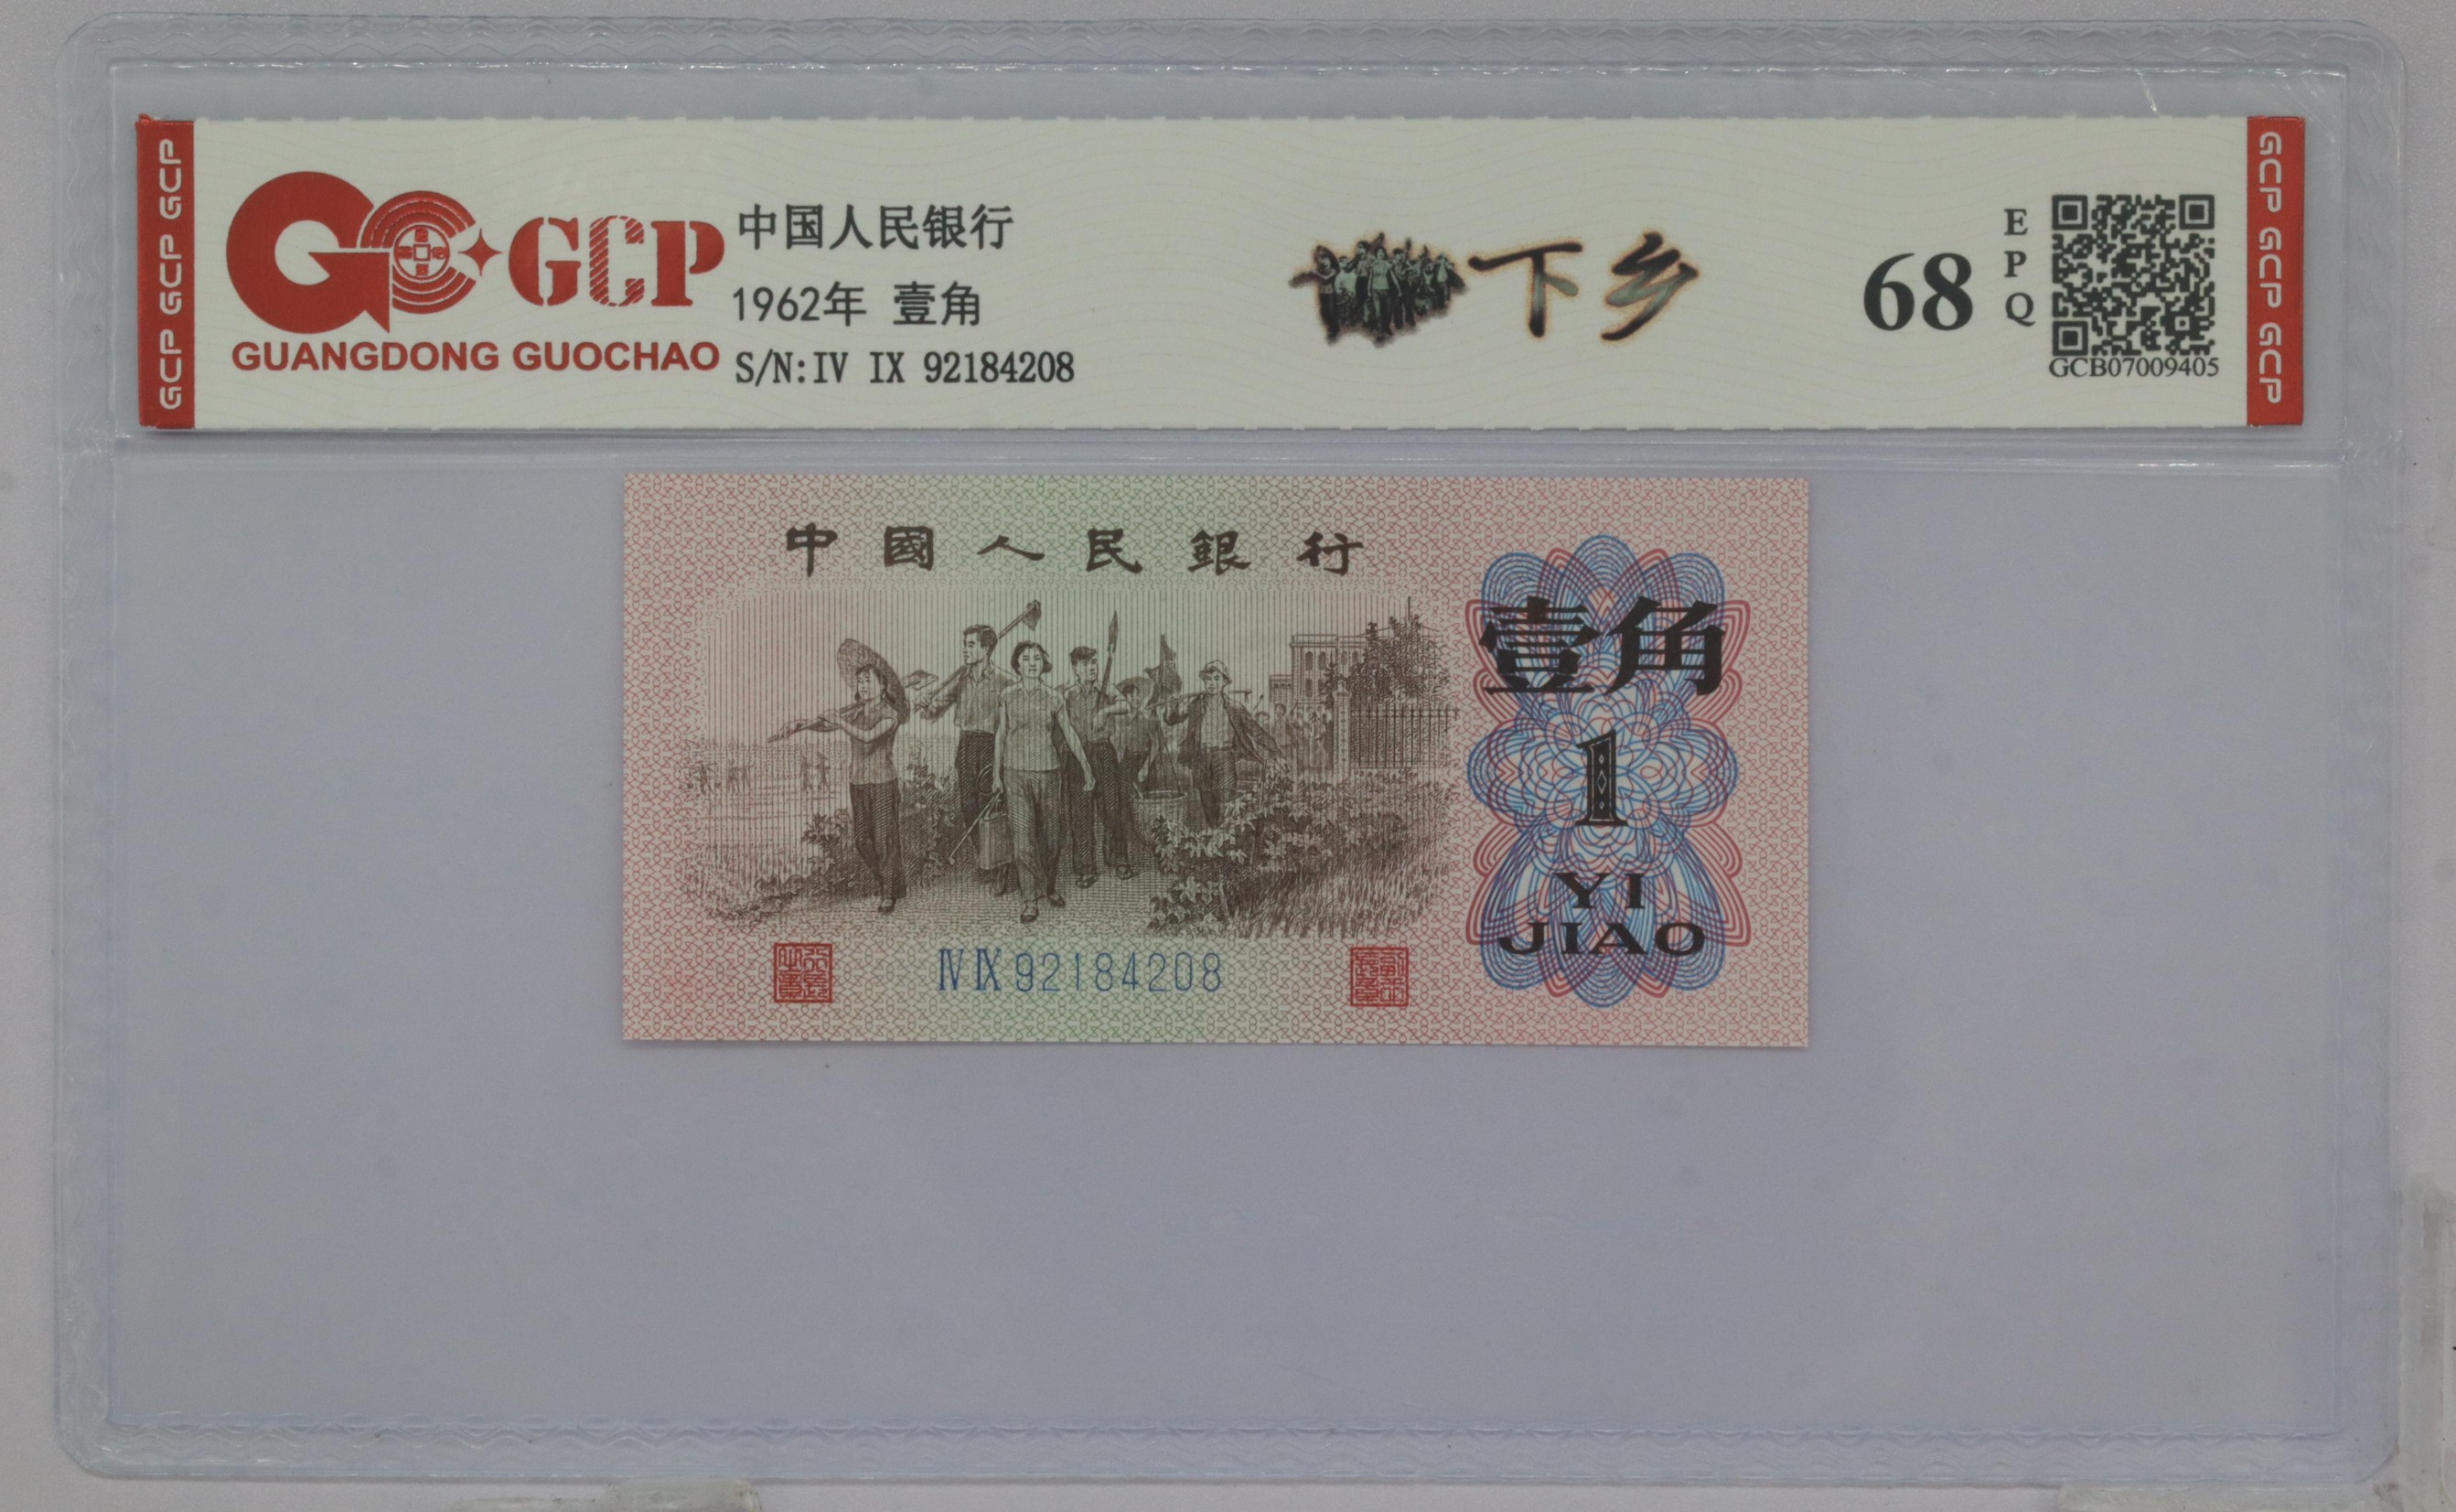 GCP GCP GCP
GCP
GUANGDONG GUOCHAO
中国人民银行
1962年 壹角
S/N:IV IX 92184208
下乡
68
EPQ
GCB07009405
GCP GCP GCP
中國人民銀行
壹角
1
YI
JIAO
IV IX 92184208